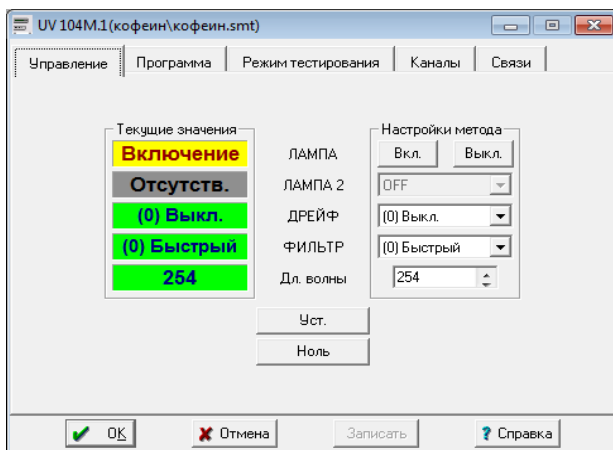 UV 104M.1(кофеин\кофеин.smt)
Управление Программа Режим тестирования Каналы Связи
Текущие значения Настройки метода
Включение ЛАМПА Вкл. Выкл.
Отсутств. ЛАМПА 2 OFF
(0) Выкл. ДРЕЙФ (0) Выкл.
(0) Быстрый ФИЛЬТР (0) Быстрый
254 Дл. волны 254
Уст.
Ноль
OK Отмена Записать ? Справка